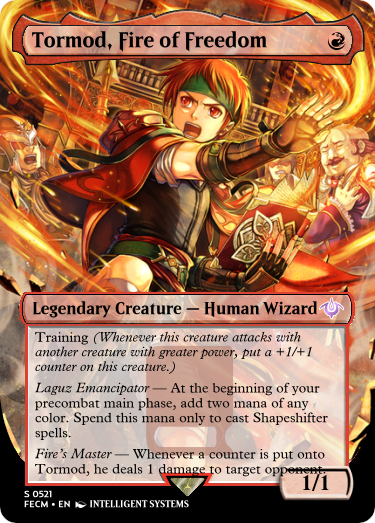 Tormod, Fire of Freedom
Legendary Creature — Human Wizard
Training (Whenever this creature attacks with
another creature with greater power, put a +1/+1
counter on this creature.)
Laguz Emancipator — At the beginning of your
precombat main phase, add two mana of any
color. Spend this mana only to cast Shapeshifter
spells.
Fire's Master — Whenever a counter is put onto
Tormod, he deals 1 damage to target opponent.
1/1
S 0521
FECM • EN INTELLIGENT SYSTEMS